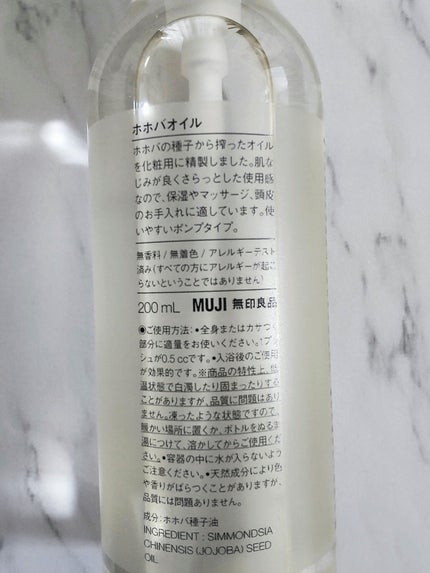 ホホバオイル
ホホバの種子から搾ったオイル
を化粧用に精製しました。肌な
じみが良くさらっとした使用感
なので、保湿やマッサージ、頭皮
のお手入れに適しています。使
いやすいポンプタイプ。
無香料/無着色/アレルギーテスト
済み(すべての方にアレルギーが起こ
らないということではありません)
200 mL MUJI 無印良品
◉ご使用方法:•全身またはカサつく
部分に適量をお使いください。1プッ
シュが0.5 ccです。•入浴後のご使用
が効果的です。※商品の特性上、低
温状態で白濁したり固まったりする
ことがありますが、品質に問題はあり
ません。凍ったような状態ですので、
暖かい場所に置くか、ボトルをぬるま
湯につけて、溶かしてからご使用くだ
さい。•容器の中に水が入らないよう
ご注意ください。•天然成分により色
や香りがばらつくことがありますが、
品質には問題ありません。
成分:ホホバ種子油
INGREDIENT : SIMMONDSIA
CHINENSIS (JOJOBA) SEED
OIL